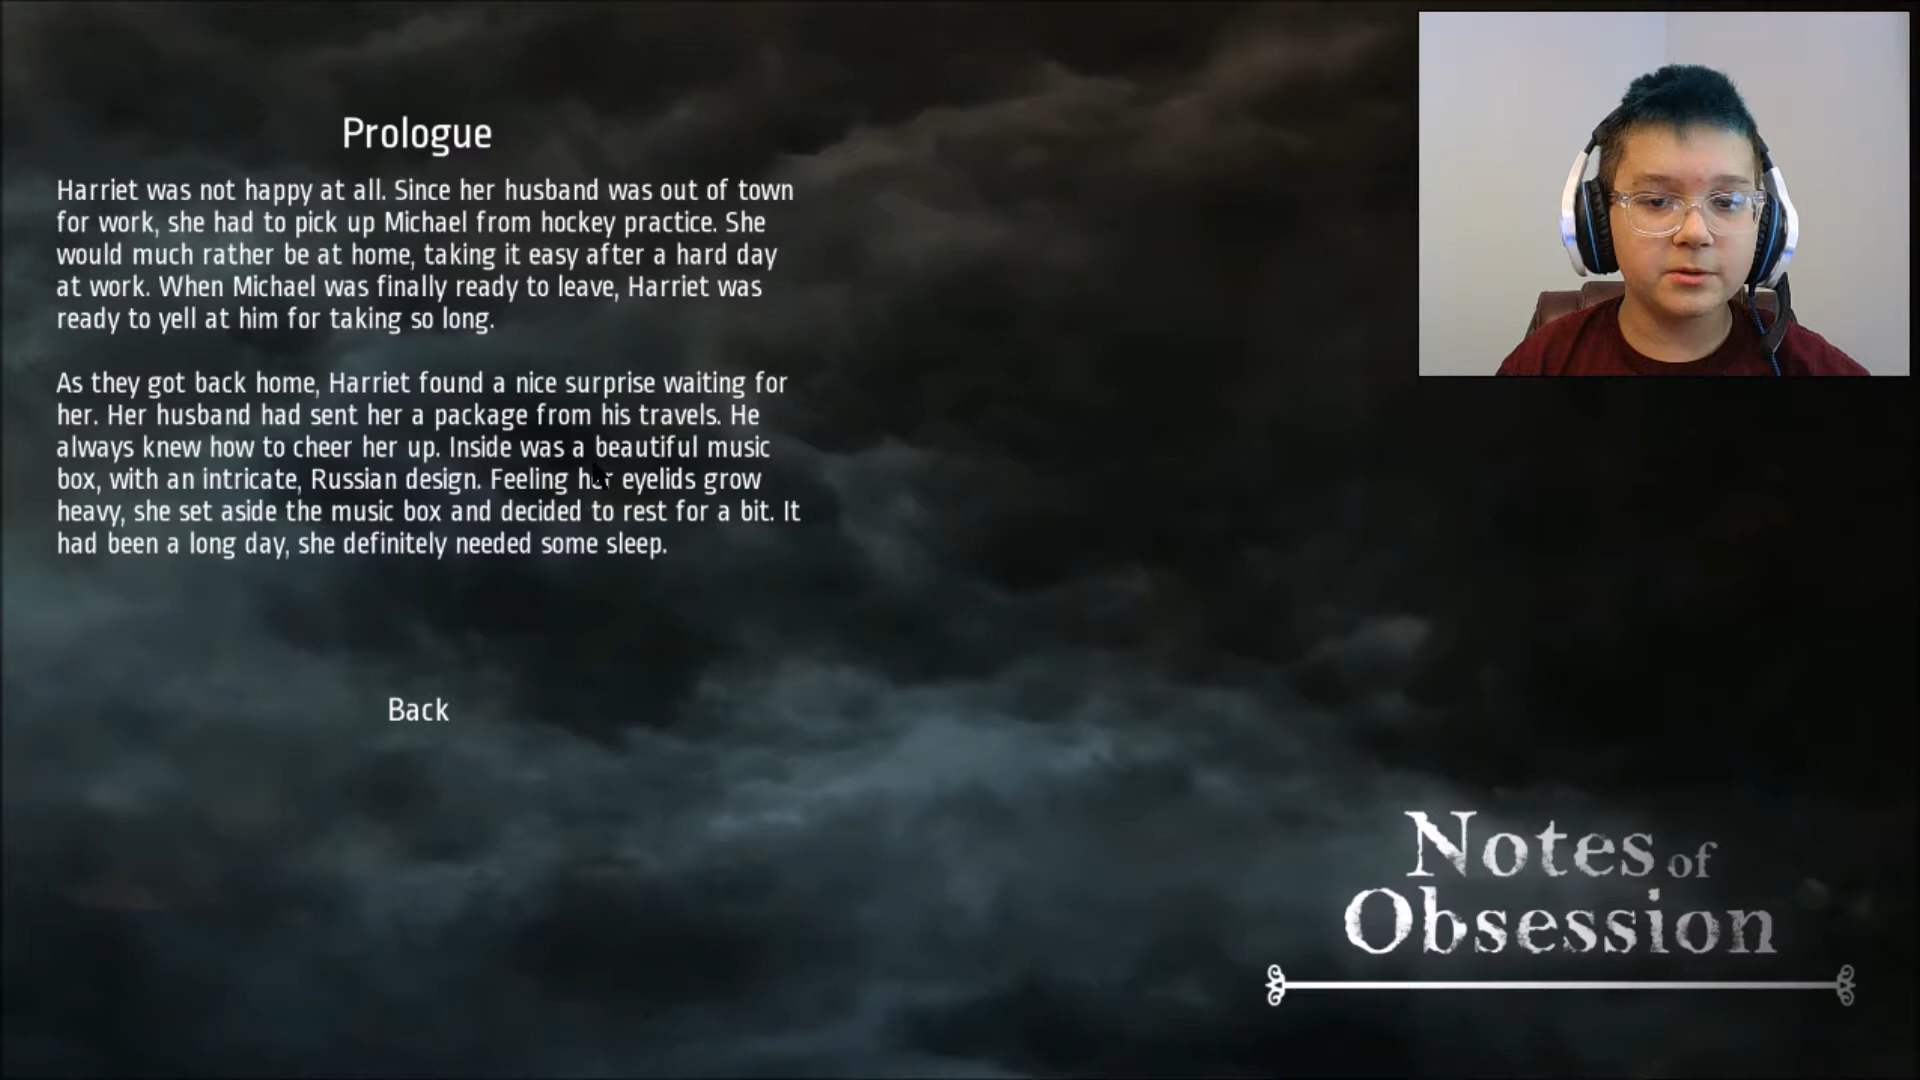 Prologue
Harriet was not happy at all. Since her husband was out of town
for work, she had to pick up Michael from hockey practice. She
would much rather be at home, taking it easy after a hard day
at work. When Michael was finally ready to leave, Harriet was
ready to yell at him for taking so long.
As they got back home, Harriet found a nice surprise waiting for
her. Her husband had sent her a package from his travels. He
always knew how to cheer her up. Inside was a beautiful music
box, with an intricate, Russian design. Feeling her eyelids grow
heavy, she set aside the music box and decided to rest for a bit. It
had been a long day, she definitely needed some sleep.
Back
Notes of
Obsession